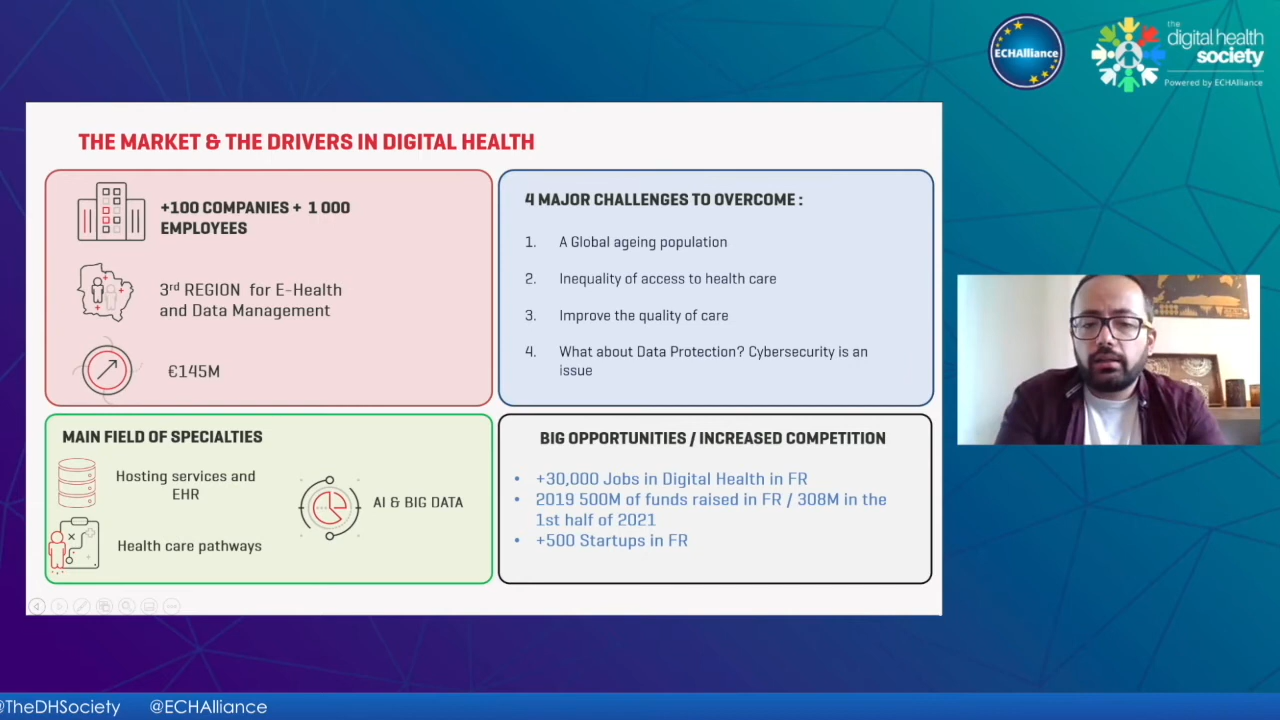 ECHAlliance
the
digital health
society
Powered by ECHAlliance
THE MARKET & THE DRIVERS IN DIGITAL HEALTH
+100 COMPANIES + 1 000
EMPLOYEES
3rd REGION for E-Health
and Data Management
€145M
4 MAJOR CHALLENGES TO OVERCOME :
1. A Global ageing population
2. Inequality of access to health care
3. Improve the quality of care
4. What about Data Protection? Cybersecurity is an
issue
MAIN FIELD OF SPECIALTIES
Hosting services and
EHR
AI & BIG DATA
Health care pathways
BIG OPPORTUNITIES / INCREASED COMPETITION
• +30,000 Jobs in Digital Health in FR
• 2019 500M of funds raised in FR / 308M in the
1st half of 2021
• +500 Startups in FR
@TheDHSociety @ECHAlliance